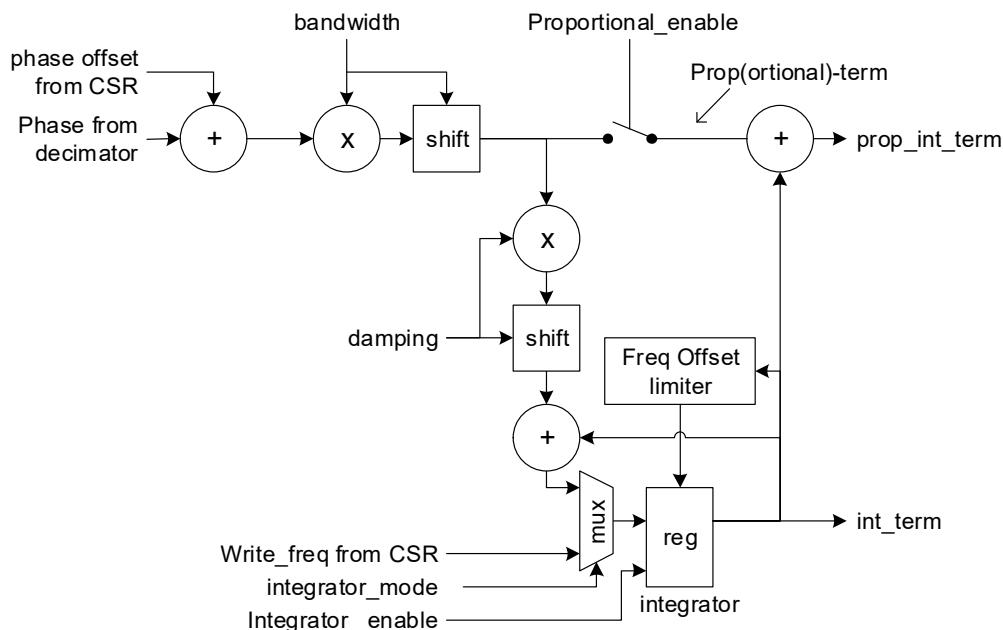 bandwidth
Proportional_enable
phase offset
from CSR
Prop(ortional)-term
Phase from
decimator
+
x
shift
+
prop_int_term
x
damping
shift
Freq Offset
limiter
+
mux
reg
int_term
Write_freq from CSR
integrator_mode
Integrator_enable
integrator